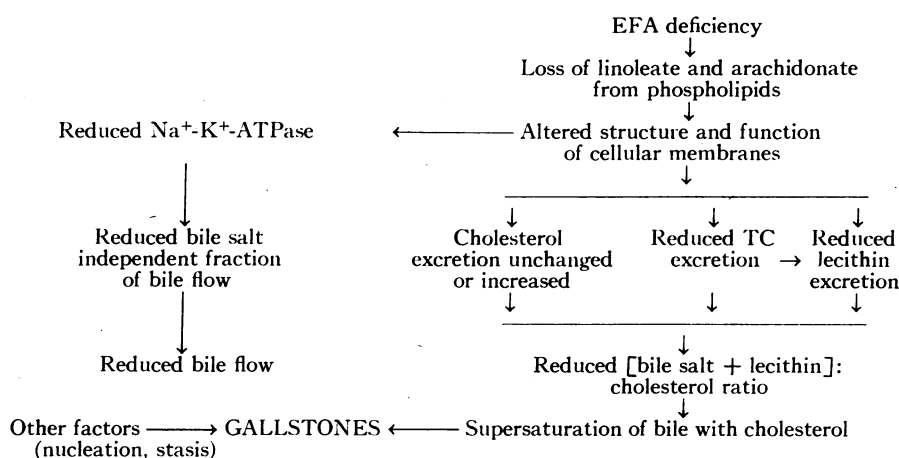 EFA deficiency
Loss of linoleate and arachidonate
from phospholipids
Reduced Na⁺-K⁺-ATPase
Altered structure and function
of cellular membranes
Reduced bile salt
independent fraction
of bile flow
Cholesterol
excretion unchanged
or increased
Reduced TC
excretion
Reduced
lecithin
excretion
Reduced bile flow
Reduced [bile salt + lecithin]:
cholesterol ratio
Other factors
(nucleation, stasis)
GALLSTONES
Supersaturation of bile with cholesterol